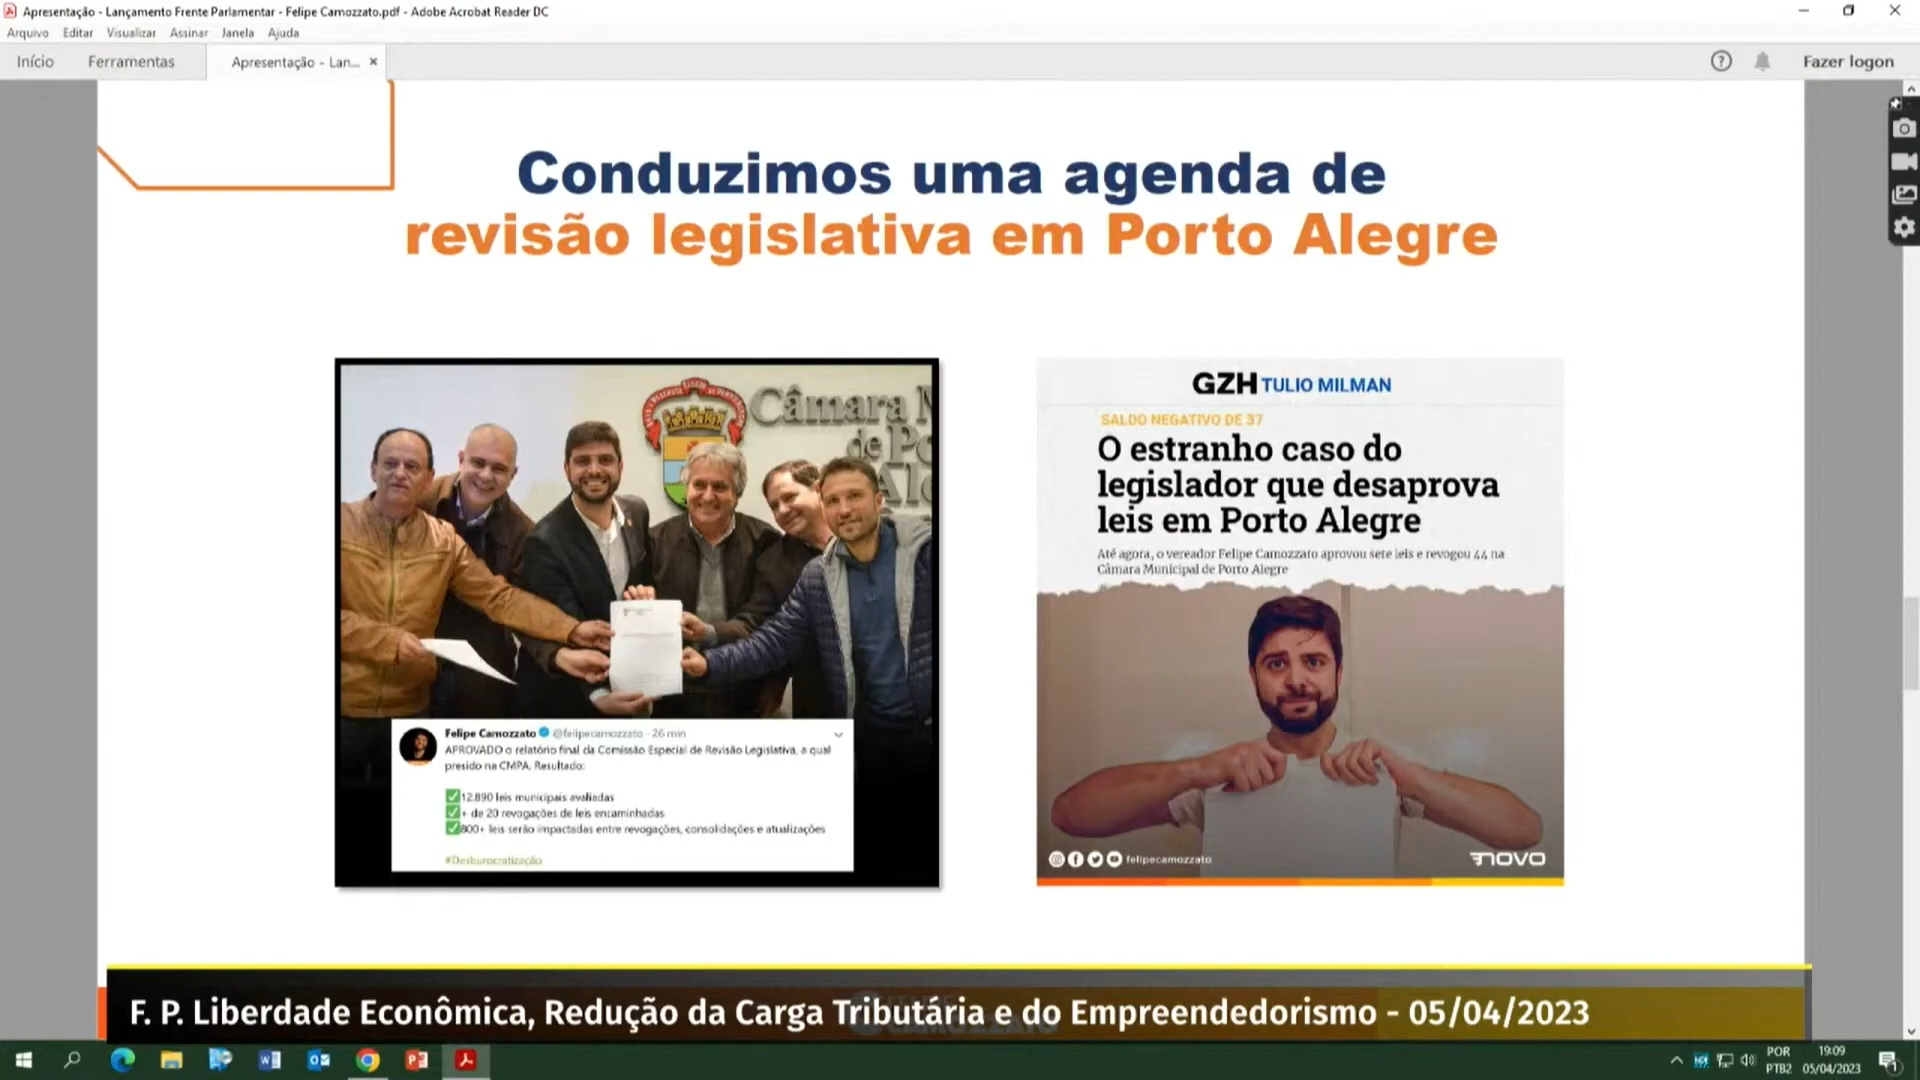 Apresentação - Lançamento Frente Parlamentar - Felipe Camozzato.pdf - Adobe Acrobat Reader DC
Arquivo Editar Visualizar Assinar Janela Ajuda
Início Ferramentas Apresentação - Lan... Fazer logon
Conduzimos uma agenda de
revisão legislativa em Porto Alegre
Câmara M
de Po
Ale
Felipe Camozzato @felipecamozzato · 26 min
APROVADO o relatório final da Comissão Especial de Revisão Legislativa, a qual
presido na CMPA. Resultado:
12.890 leis municipais avaliadas
+ de 20 revogações de leis encaminhadas
800+ leis serão impactadas entre revogações, consolidações e atualizações
#Desburocratização
GZH TULIO MILMAN
SALDO NEGATIVO DE 37
O estranho caso do
legislador que desaprova
leis em Porto Alegre
Até agora, o vereador Felipe Camozzato aprovou sete leis e revogou 44 na
Câmara Municipal de Porto Alegre
felipecamozzato
NOVO
F. P. Liberdade Econômica, Redução da Carga Tributária e do Empreendedorismo - 05/04/2023
POR
PTB2
19:09
05/04/2023